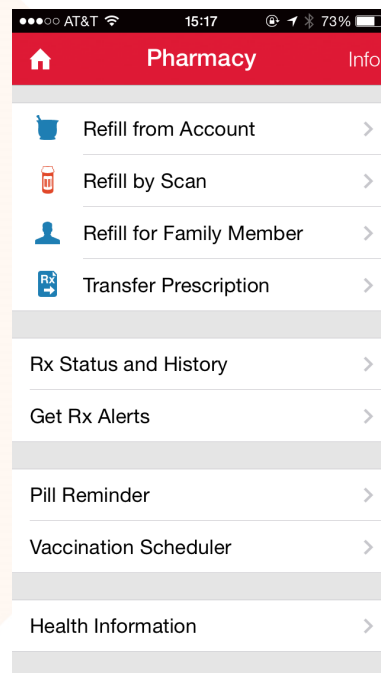 AT&T 15:17 73%
Pharmacy Info
Refill from Account
Refill by Scan
Refill for Family Member
Rx Transfer Prescription
Rx Status and History
Get Rx Alerts
Pill Reminder
Vaccination Scheduler
Health Information